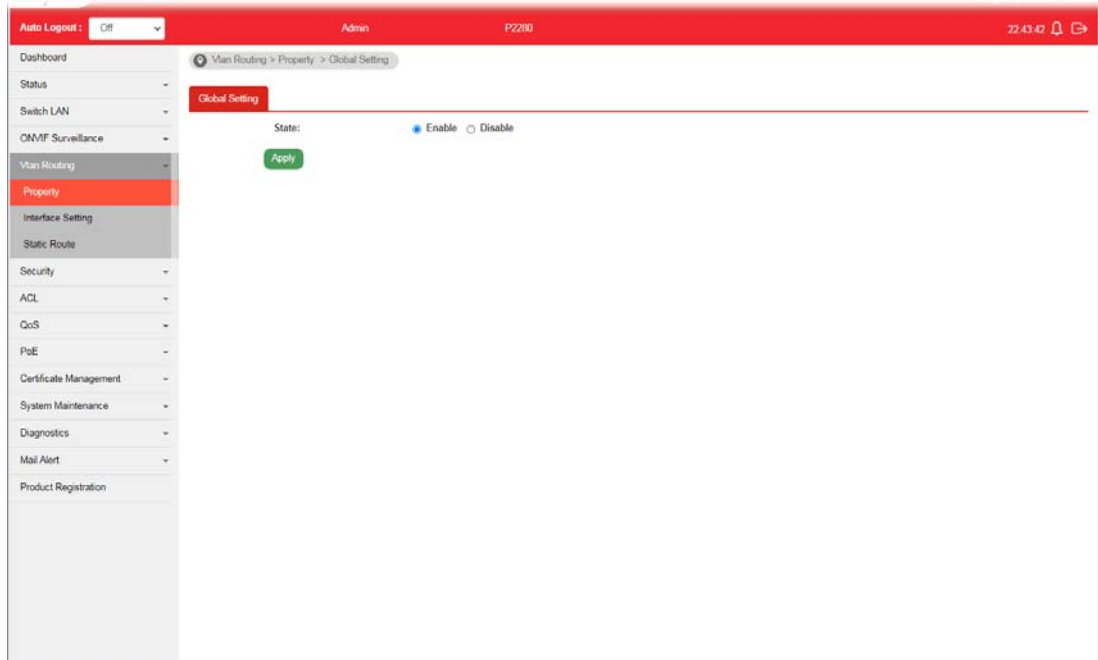 Auto Logout : Off Admin P2280 22:43:42
Dashboard
Status
Switch LAN
ONVIF Surveillance
Vlan Routing
Property
Interface Setting
Static Route
Security
ACL
QoS
PoE
Certificate Management
System Maintenance
Diagnostics
Mail Alert
Product Registration
Vlan Routing > Property > Global Setting
Global Setting
State: Enable Disable
Apply